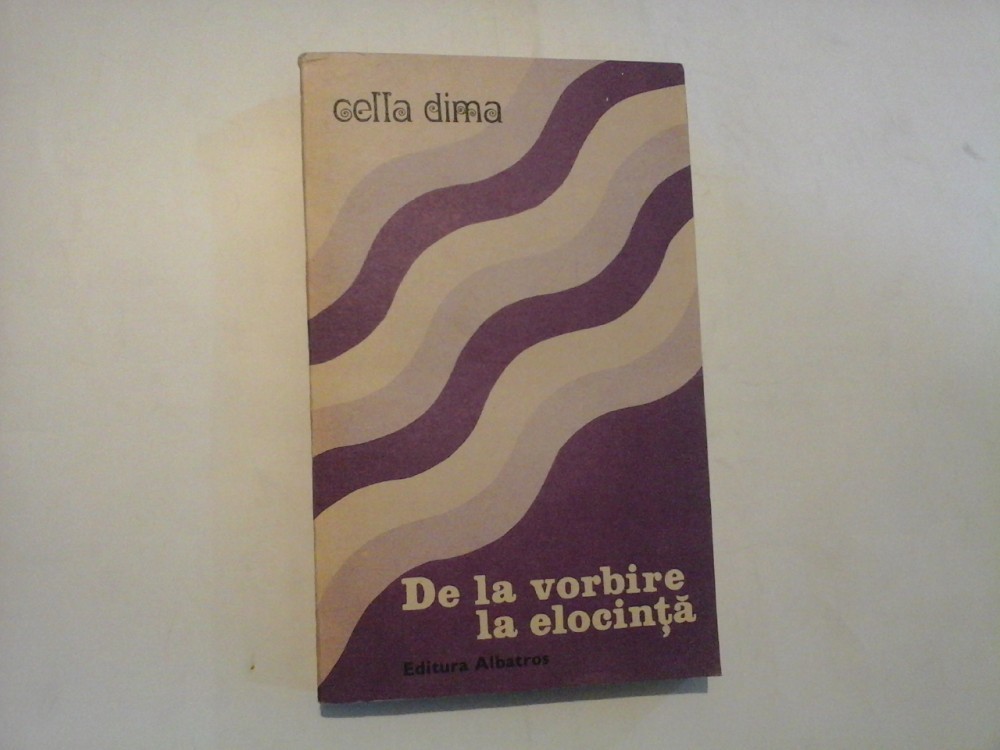 cella dima
De la vorbire
la elocință
Editura Albatros